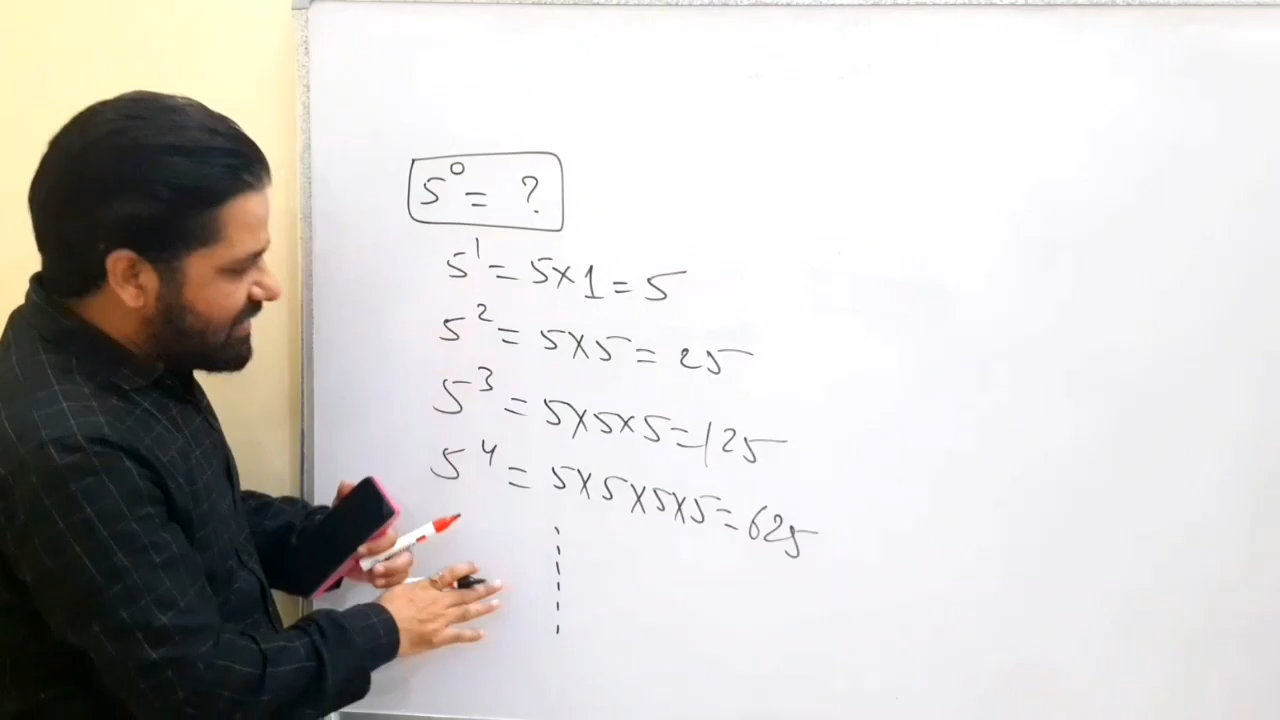 5⁰ = ?
5¹ = 5×1 = 5
5² = 5×5 = 25
5³ = 5×5×5 = 125
5⁴ = 5×5×5×5 = 625